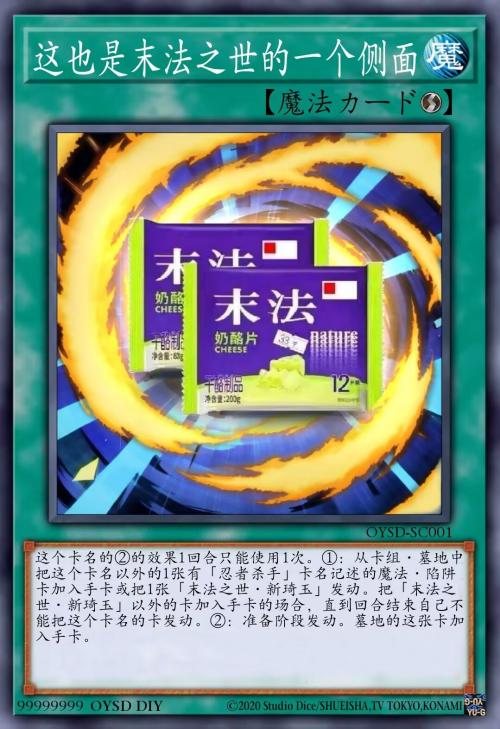 这也是末法之世的一个侧面
魔
【魔法カード】
末法
奶酪
CHEESE
干酪制品
末法
奶酪片
CHEESE
nature
干酪制品
净含量:200g
12
OYSD-SC001
这个卡名的②的效果1回合只能使用1次。①:从卡组·墓地中
把这个卡名以外的1张有「忍者杀手」卡名记述的魔法·陷阱
卡加入手卡或把1张「末法之世·新琦玉」发动。把「末法之
世·新琦玉」以外的卡加入手卡的场合,直到回合结束自己不
能把这个卡名的卡发动。②:准备阶段发动。墓地的这张卡加
入手卡。
99999999 OYSD DIY
©2020 Studio Dice/SHUEISHA,TV TOKYO,KONAMI